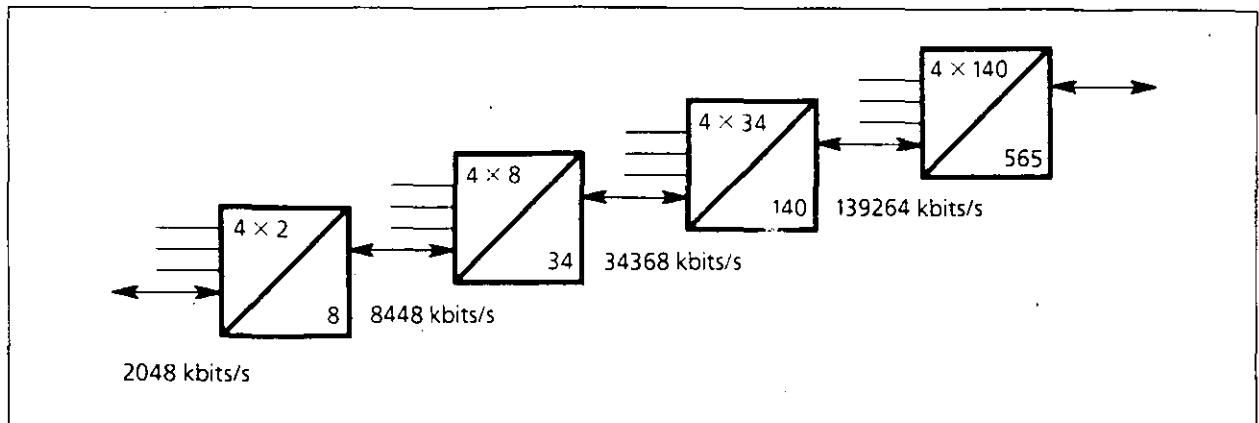 4 × 140
565
4 × 34
140
139264 kbits/s
4 × 8
34
34368 kbits/s
4 × 2
8
8448 kbits/s
2048 kbits/s